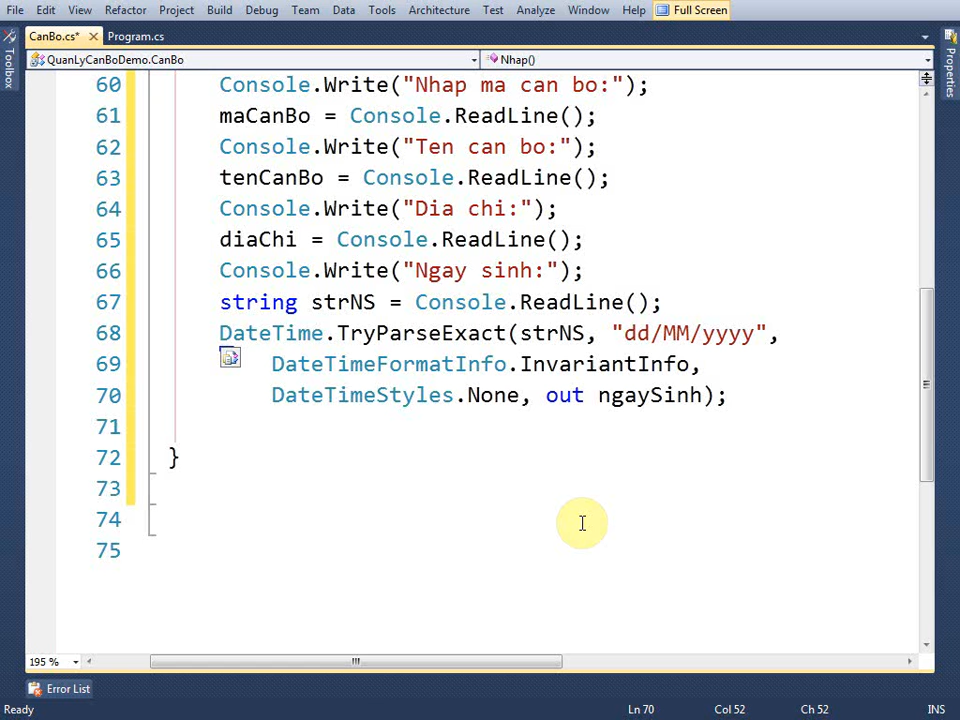 File Edit View Refactor Project Build Debug Team Data Tools Architecture Test Analyze Window Help Full Screen
CanBo.cs* Program.cs
QuanLyCanBoDemo.CanBo Nhap()
Toolbox
Properties
60 Console.Write("Nhap ma can bo:");
61 maCanBo = Console.ReadLine();
62 Console.Write("Ten can bo:");
63 tenCanBo = Console.ReadLine();
64 Console.Write("Dia chi:");
65 diaChi = Console.ReadLine();
66 Console.Write("Ngay sinh:");
67 string strNS = Console.ReadLine();
68 DateTime.TryParseExact(strNS, "dd/MM/yyyy",
69 DateTimeFormatInfo.InvariantInfo,
70 DateTimeStyles.None, out ngaySinh);
71
72 }
73
74
75
195 %
Error List
Ready Ln 70 Col 52 Ch 52 INS